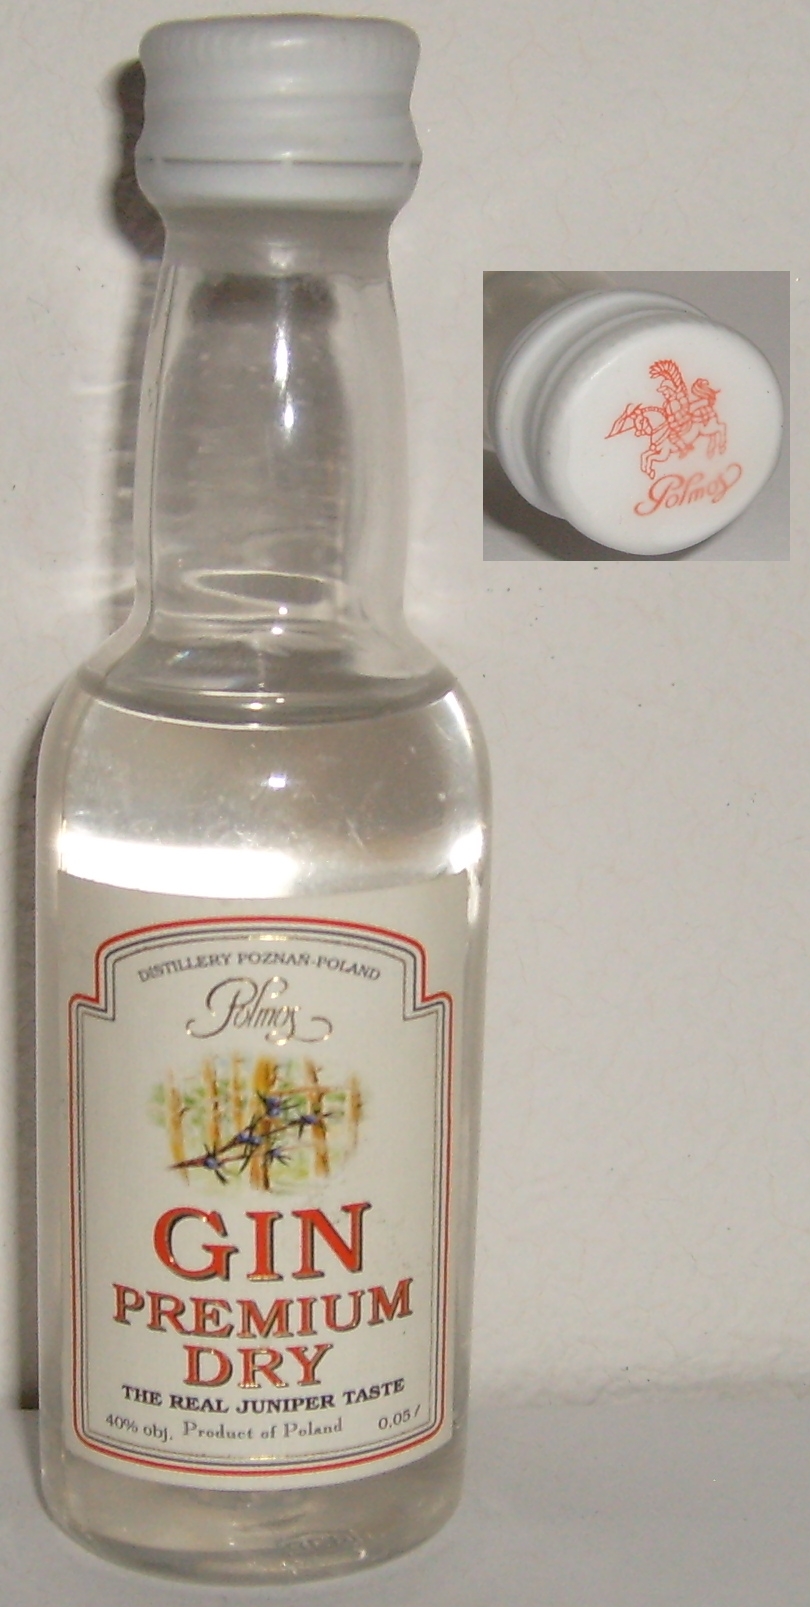 DISTILLERY POZNAŃ-POLAND
Polmos
GIN
PREMIUM
DRY
THE REAL JUNIPER TASTE
40% obj. Product of Poland 0.05 l
Polmos